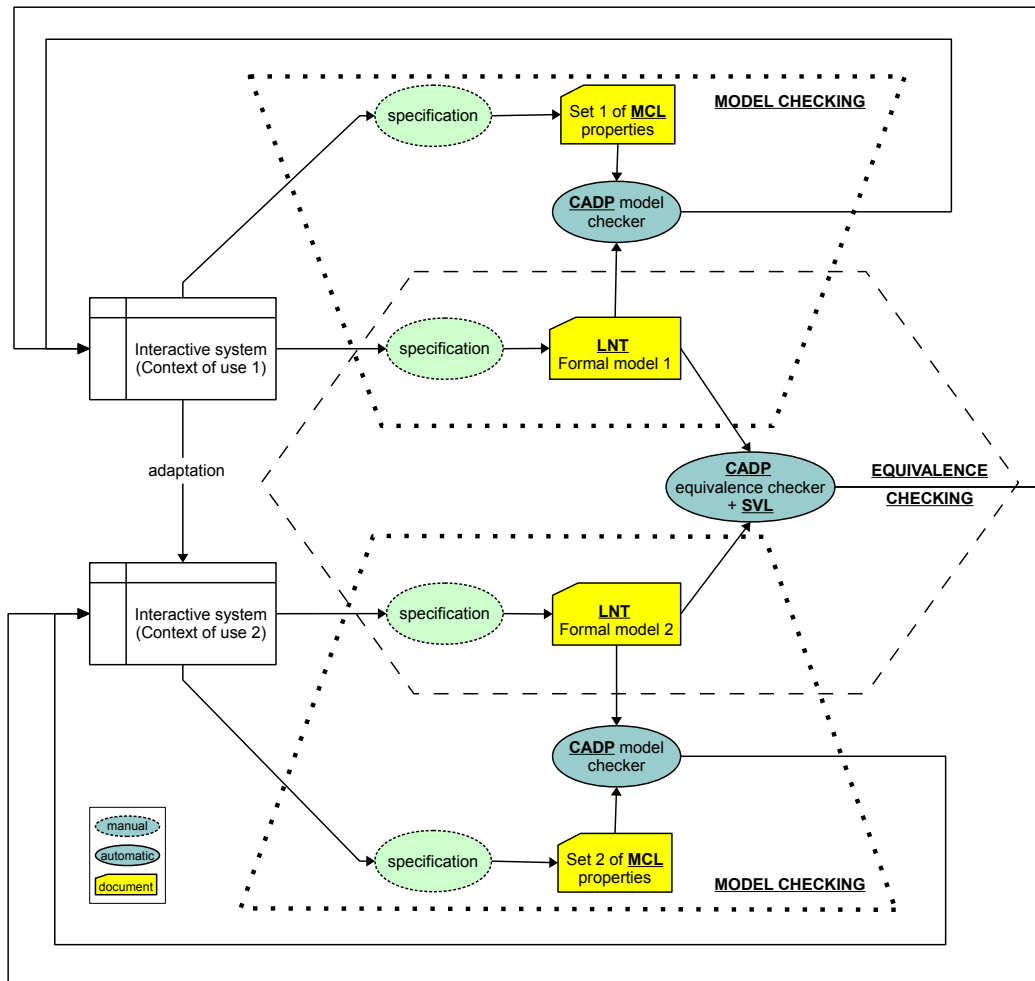 MODEL CHECKING
specification
Set 1 of MCL
properties
CADP model
checker
Interactive system
(Context of use 1)
specification
LNT
Formal model 1
adaptation
CADP
equivalence checker
+ SVL
EQUIVALENCE
CHECKING
Interactive system
(Context of use 2)
specification
LNT
Formal model 2
CADP model
checker
manual
automatic
document
specification
Set 2 of MCL
properties
MODEL CHECKING